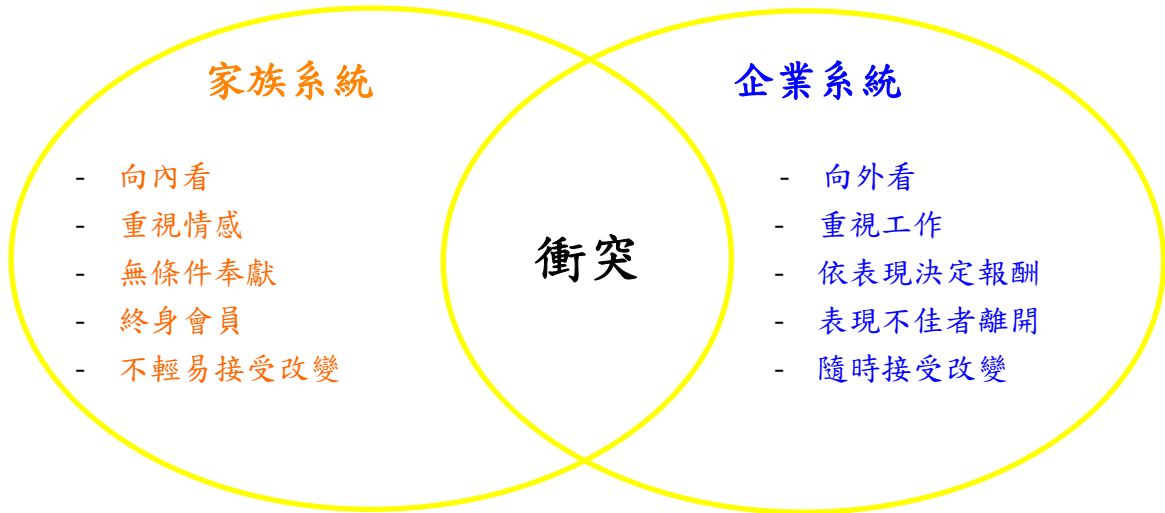 家族系統
- 向內看
- 重視情感
- 無條件奉獻
- 終身會員
- 不輕易接受改變
衝突
企業系統
- 向外看
- 重視工作
- 依表現決定報酬
- 表現不佳者離開
- 隨時接受改變